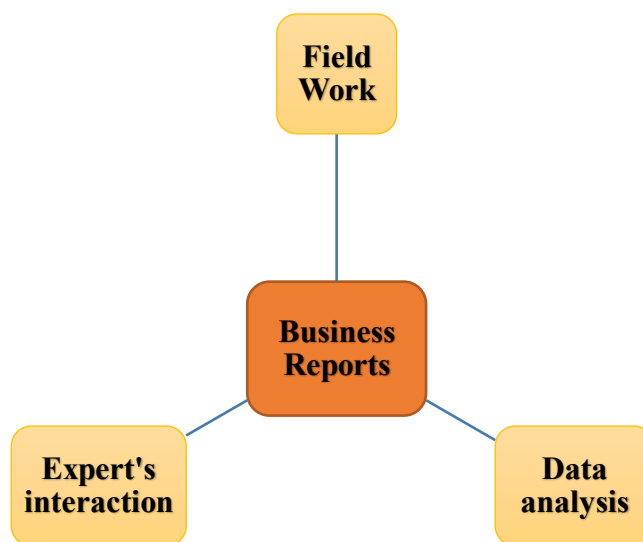 Field
Work
Business
Reports
Expert's
interaction
Data
analysis